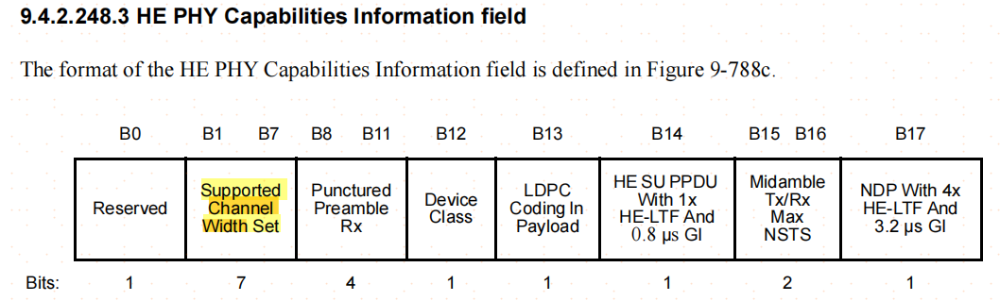 9.4.2.248.3 HE PHY Capabilities Information field
The format of the HE PHY Capabilities Information field is defined in Figure 9-788c.
B0 B1 B7 B8 B11 B12 B13 B14 B15 B16 B17
Reserved
Supported
Channel
Width Set
Punctured
Preamble
Rx
Device
Class
LDPC
Coding In
Payload
HE SU PPDU
With 1x
HE-LTF And
0.8 µs GI
Midamble
Tx/Rx
Max
NSTS
NDP With 4x
HE-LTF And
3.2 µs GI
Bits: 1 7 4 1 1 1 2 1